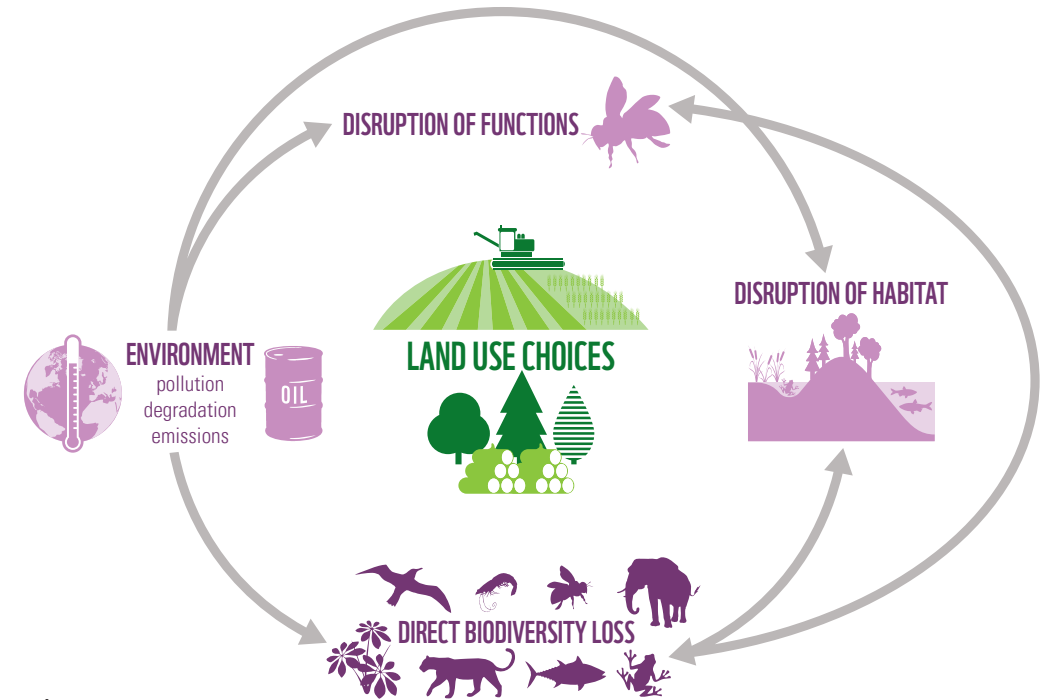 DISRUPTION OF FUNCTIONS
DISRUPTION OF HABITAT
ENVIRONMENT
pollution
degradation
emissions
OIL
LAND USE CHOICES
DIRECT BIODIVERSITY LOSS